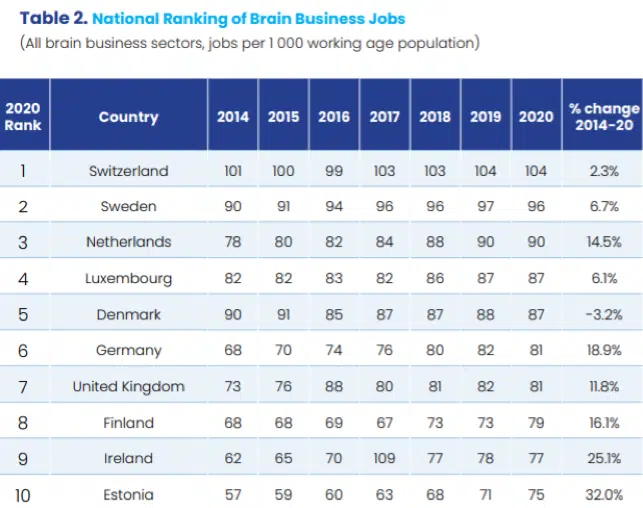 Table 2. National Ranking of Brain Business Jobs
(All brain business sectors, jobs per 1 000 working age population)
2020 Rank Country 2014 2015 2016 2017 2018 2019 2020 % change 2014-20
1 Switzerland 101 100 99 103 103 104 104 2.3%
2 Sweden 90 91 94 96 96 97 96 6.7%
3 Netherlands 78 80 82 84 88 90 90 14.5%
4 Luxembourg 82 82 83 82 86 87 87 6.1%
5 Denmark 90 91 85 87 87 88 87 -3.2%
6 Germany 68 70 74 76 80 82 81 18.9%
7 United Kingdom 73 76 88 80 81 82 81 11.8%
8 Finland 68 68 69 67 73 73 79 16.1%
9 Ireland 62 65 70 109 77 78 77 25.1%
10 Estonia 57 59 60 63 68 71 75 32.0%